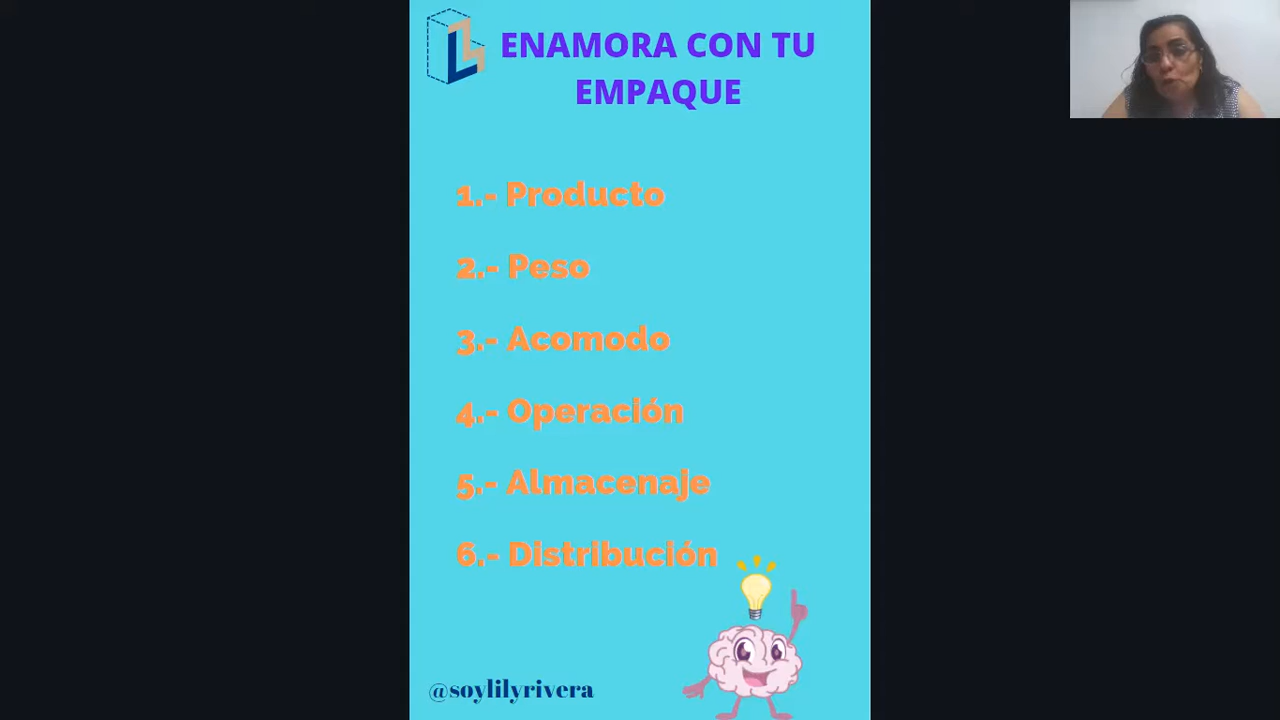 ENAMORA CON TU
EMPAQUE
1.- Producto
2.- Peso
3.- Acomodo
4.- Operación
5.- Almacenaje
6.- Distribución
@soylilyrivera